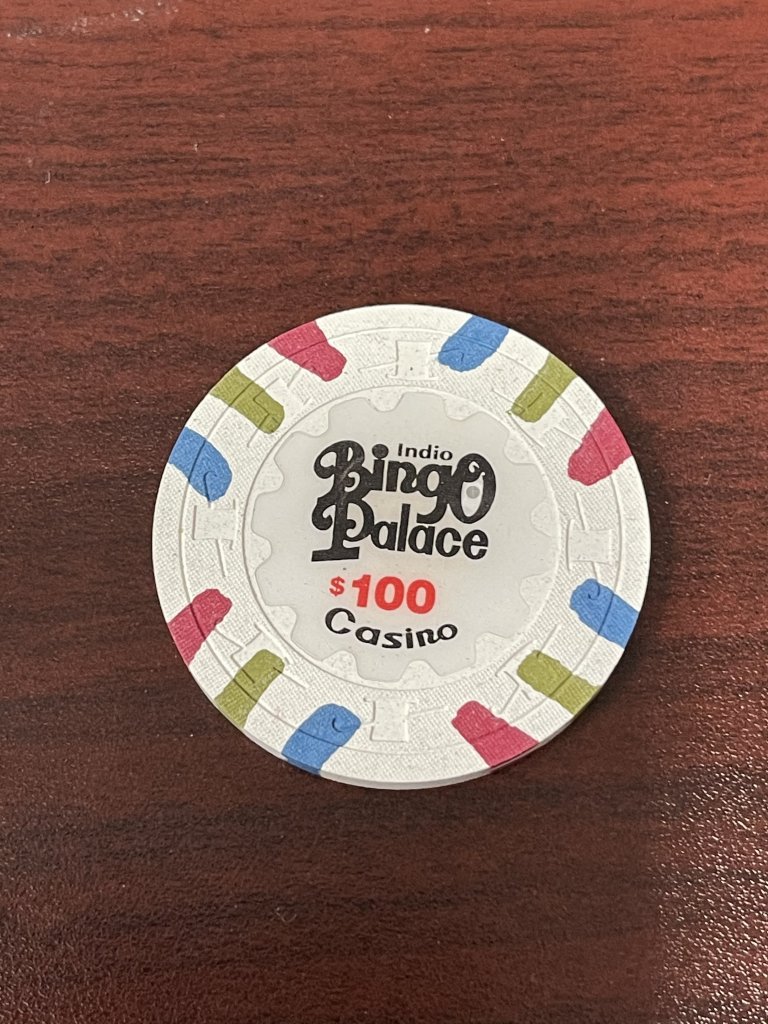 Indio
Bingo
Palace
$100
Casino